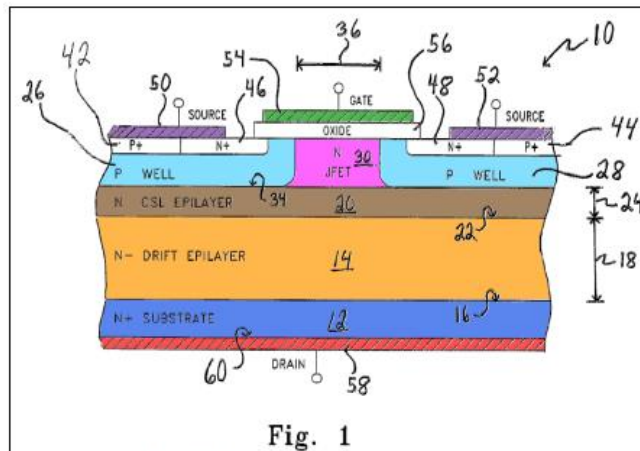 36
10
42
50
54
56
52
26
46
48
SOURCE
GATE
SOURCE
OXIDE
P+
N+
N+
P+
44
N
30
JFET
P WELL
34
P WELL
28
N CSL EPILAYER
20
22
24
N- DRIFT EPILAYER
14
16
18
N+ SUBSTRATE
12
60
DRAIN
58
Fig. 1